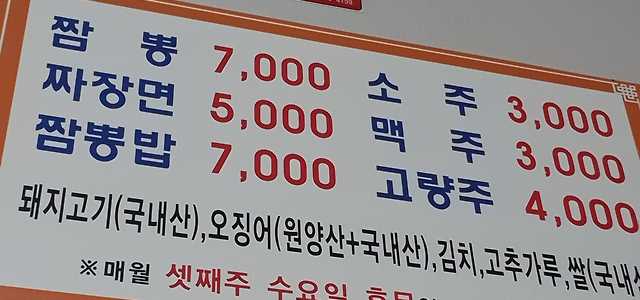 짬뽕 7,000 소주 3,000
짜장면 5,000 맥주 3,000
짬뽕밥 7,000 고량주 4,000
돼지고기(국내산),오징어(원양산+국내산),김치,고추가루,쌀(국내산
※매월 셋째주 수요일 휴무